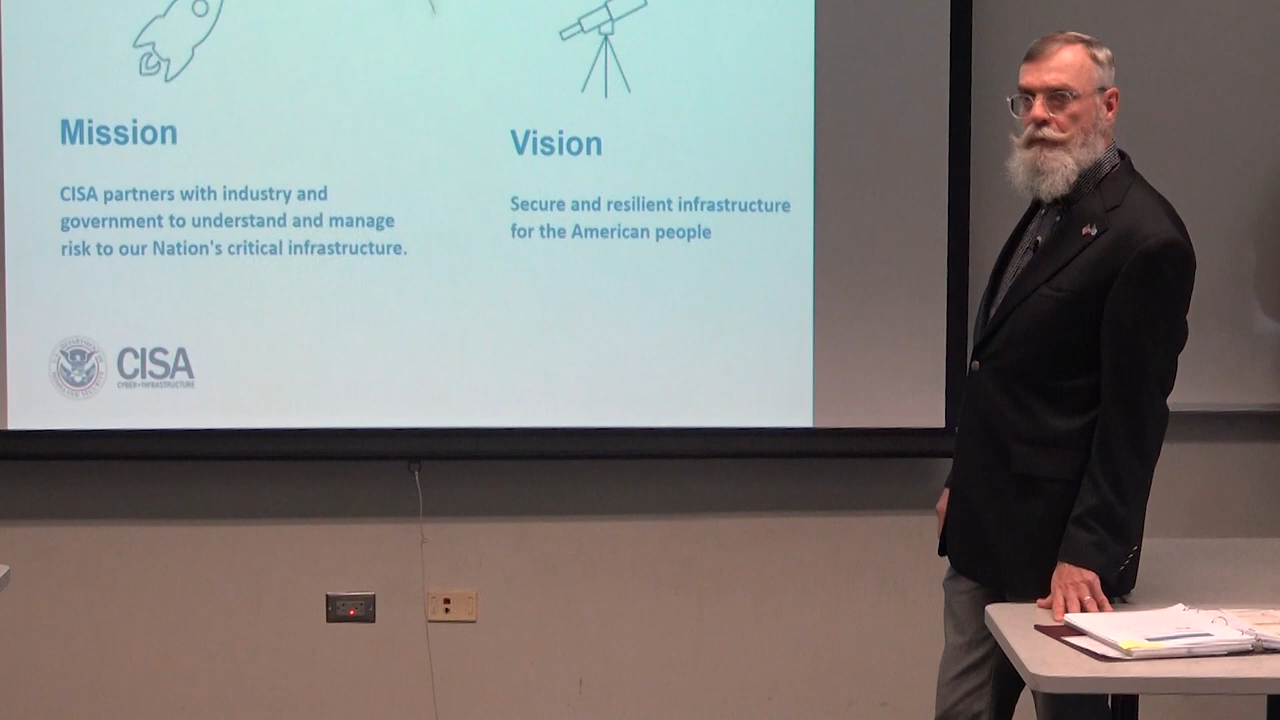 Mission
CISA partners with industry and
government to understand and manage
risk to our Nation's critical infrastructure.
Vision
Secure and resilient infrastructure
for the American people
CISA
CYBER+INFRASTRUCTURE